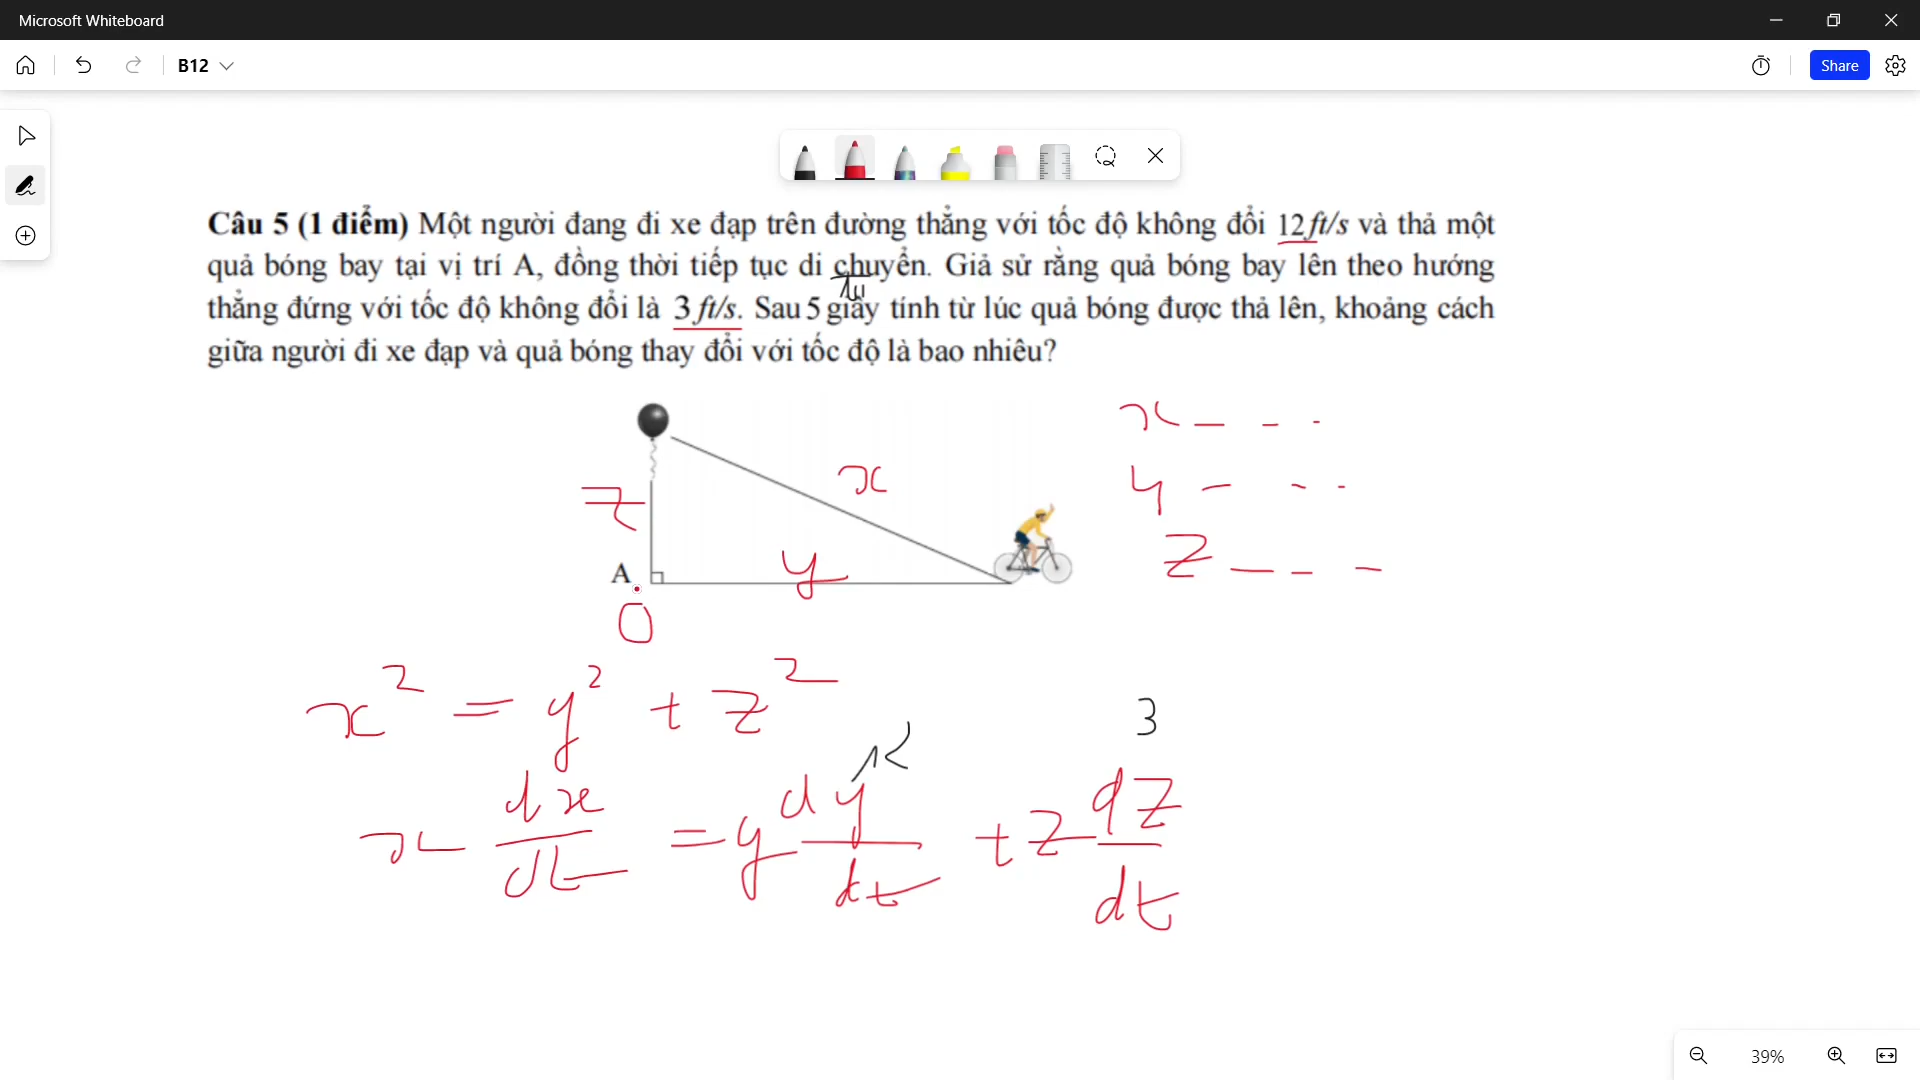 Microsoft Whiteboard
B12
Share
Câu 5 (1 điểm) Một người đang đi xe đạp trên đường thẳng với tốc độ không đổi 12 ft/s và thả một
quả bóng bay tại vị trí A, đồng thời tiếp tục di chuyển. Giả sử rằng quả bóng bay lên theo hướng
thẳng đứng với tốc độ không đổi là 3 ft/s. Sau 5 giây tính từ lúc quả bóng được thả lên, khoảng cách
giữa người đi xe đạp và quả bóng thay đổi với tốc độ là bao nhiêu?
x - - -
y - - -
z - - -
z
x
y
A
0
x² = y² + z²
12
3
x dx/dt = y dy/dt + z dz/dt
39%